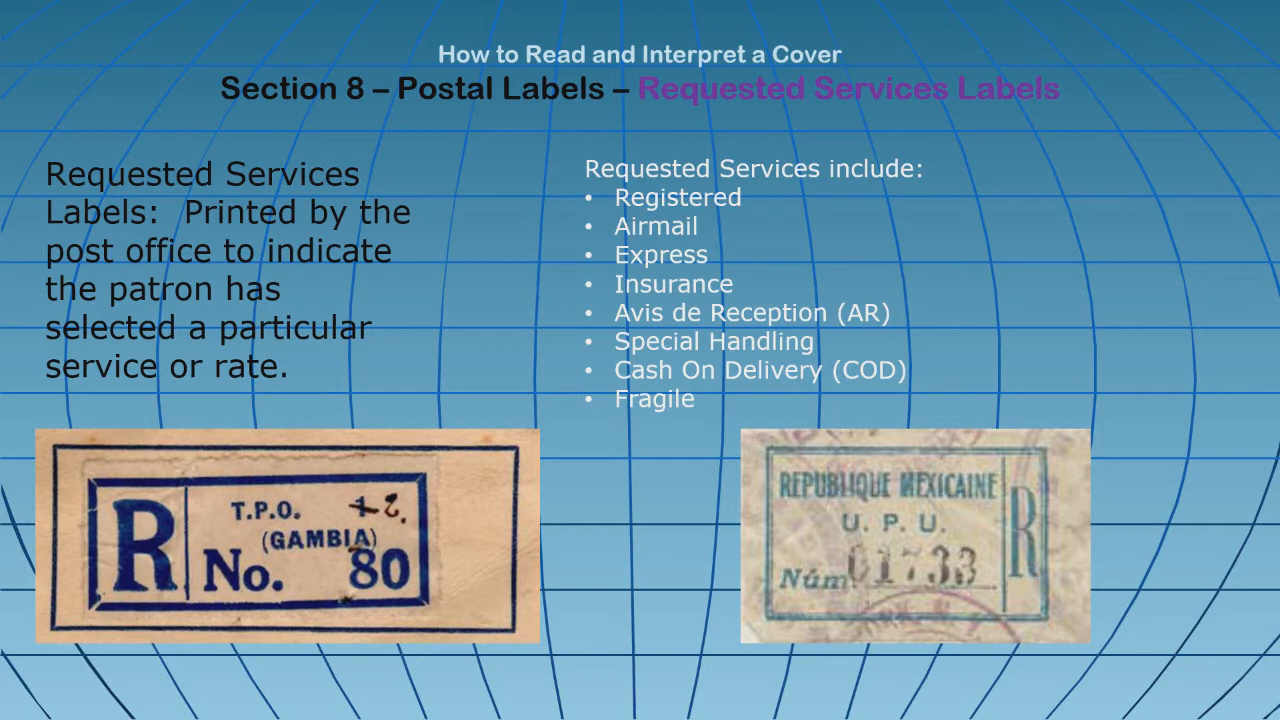 How to Read and Interpret a Cover
Section 8 – Postal Labels – Requested Services Labels
Requested Services
Labels:  Printed by the
post office to indicate
the patron has
selected a particular
service or rate.
Requested Services include:
• Registered
• Airmail
• Express
• Insurance
• Avis de Reception (AR)
• Special Handling
• Cash On Delivery (COD)
• Fragile
R
T.P.O.
(GAMBIA)
No. 80
REPUBLIQUE MEXICAINE
U. P. U.
Núm 01733
R